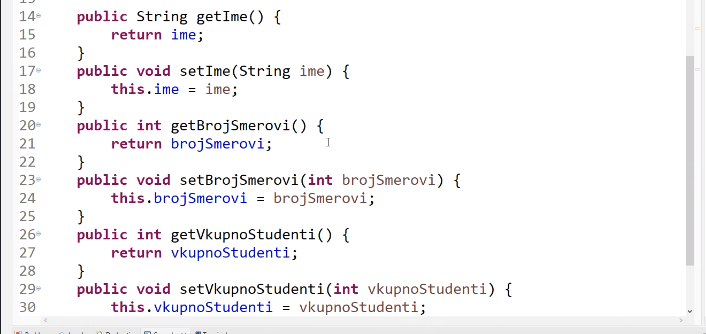 14 public String getIme() {
15 return ime;
16 }
17 public void setIme(String ime) {
18 this.ime = ime;
19 }
20 public int getBrojSmerovi() {
21 return brojSmerovi;
22 }
23 public void setBrojSmerovi(int brojSmerovi) {
24 this.brojSmerovi = brojSmerovi;
25 }
26 public int getVkupnoStudenti() {
27 return vkupnoStudenti;
28 }
29 public void setVkupnoStudenti(int vkupnoStudenti) {
30 this.vkupnoStudenti = vkupnoStudenti;